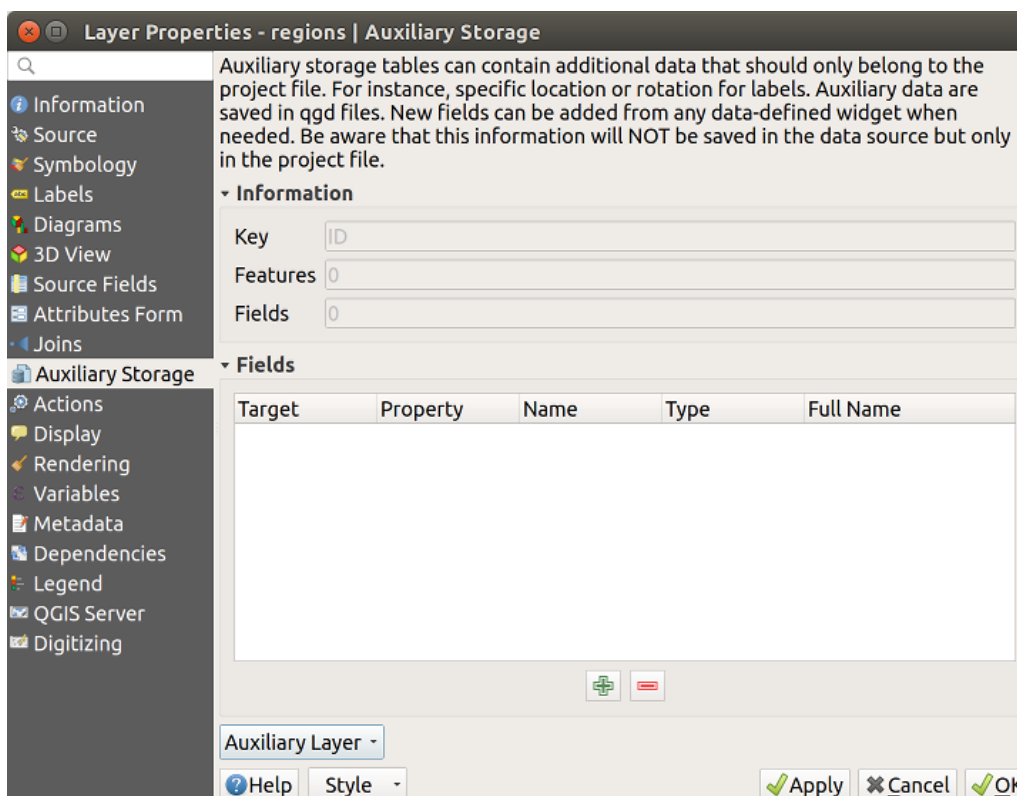 Layer Properties - regions | Auxiliary Storage
Information
Source
Symbology
Labels
Diagrams
3D View
Source Fields
Attributes Form
Joins
Auxiliary Storage
Actions
Display
Rendering
Variables
Metadata
Dependencies
Legend
QGIS Server
Digitizing
Auxiliary storage tables can contain additional data that should only belong to the
project file. For instance, specific location or rotation for labels. Auxiliary data are
saved in qgd files. New fields can be added from any data-defined widget when
needed. Be aware that this information will NOT be saved in the data source but only
in the project file.
Information
Key ID
Features 0
Fields 0
Fields
Target Property Name Type Full Name
Auxiliary Layer
Help Style Apply Cancel OK